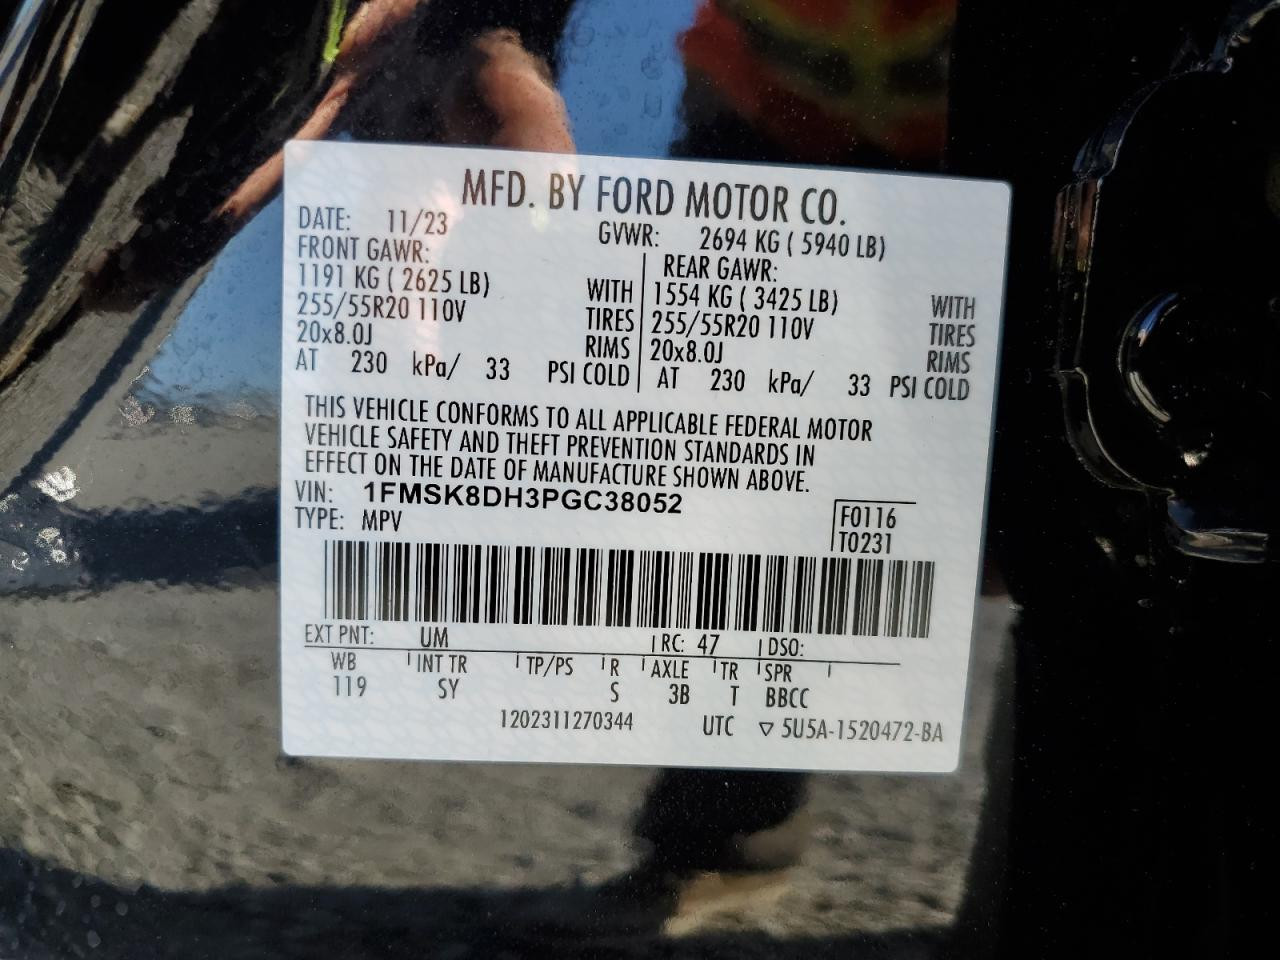 MFD. BY FORD MOTOR CO.
DATE: 11/23 GVWR: 2694 KG ( 5940 LB)
FRONT GAWR: REAR GAWR:
1191 KG ( 2625 LB) WITH 1554 KG ( 3425 LB) WITH
255/55R20 110V TIRES 255/55R20 110V TIRES
20x8.0J RIMS 20x8.0J RIMS
AT 230 kPa/ 33 PSI COLD AT 230 kPa/ 33 PSI COLD
THIS VEHICLE CONFORMS TO ALL APPLICABLE FEDERAL MOTOR
VEHICLE SAFETY AND THEFT PREVENTION STANDARDS IN
EFFECT ON THE DATE OF MANUFACTURE SHOWN ABOVE.
VIN: 1FMSK8DH3PGC38052
TYPE: MPV
F0116
T0231
EXT PNT: UM RC: 47 DSO:
WB INT TR TP/PS R AXLE TR SPR
119 SY S 3B T BBCC
1202311270344 UTC ▽ 5U5A-1520472-BA